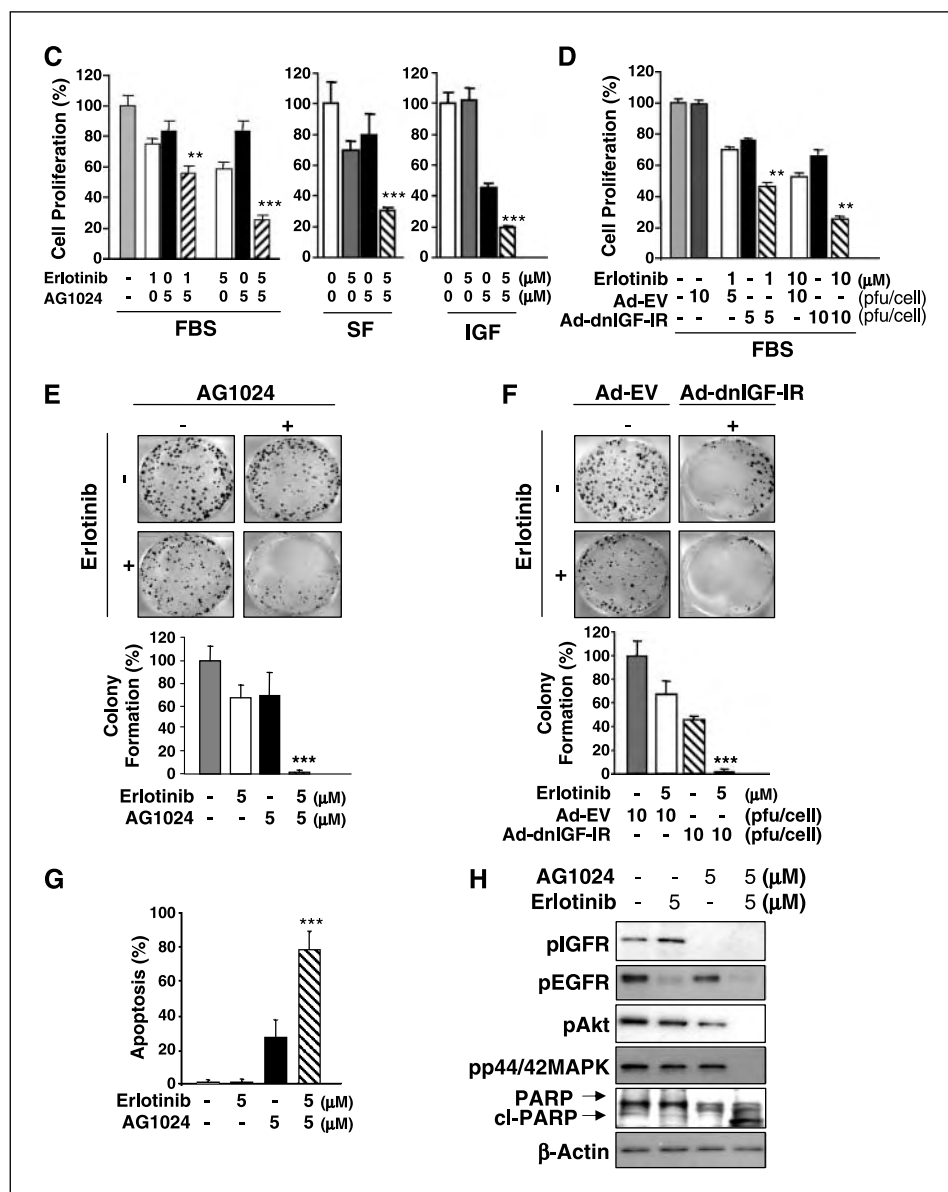 C
Cell Proliferation (%)
120
100
80
60
40
20
0
**
***
Erlotinib - 1 0 1 5 0 5
AG1024 - 0 5 5 0 5 5
FBS
120
100
80
60
40
20
0
***
0 5 0 5
0 0 5 5
SF
120
100
80
60
40
20
0
***
0 5 0 5 (μM)
0 0 5 5 (μM)
IGF
D
Cell Proliferation (%)
120
100
80
60
40
20
0
**
**
Erlotinib 1 1 10 10 (μM)
Ad-EV - 10 5 10 (pfu/cell)
Ad-dnIGF-IR 5 5 10 10 (pfu/cell)
FBS
E
AG1024
- +
Erlotinib
-
+
Colony Formation (%)
120
100
80
60
40
20
0
***
Erlotinib - 5 - 5 (μM)
AG1024 - - 5 5 (μM)
F
Ad-EV Ad-dnIGF-IR
- +
Erlotinib
-
+
Colony Formation (%)
120
100
80
60
40
20
0
***
Erlotinib - 5 - 5 (μM)
Ad-EV 10 10 - - (pfu/cell)
Ad-dnIGF-IR - - 10 10 (pfu/cell)
G
Apoptosis (%)
100
80
60
40
20
0
***
Erlotinib - 5 - 5 (μM)
AG1024 - - 5 5 (μM)
H
AG1024 - - 5 5 (μM)
Erlotinib - 5 - 5 (μM)
pIGFR
pEGFR
pAkt
pp44/42MAPK
PARP
cl-PARP
β-Actin